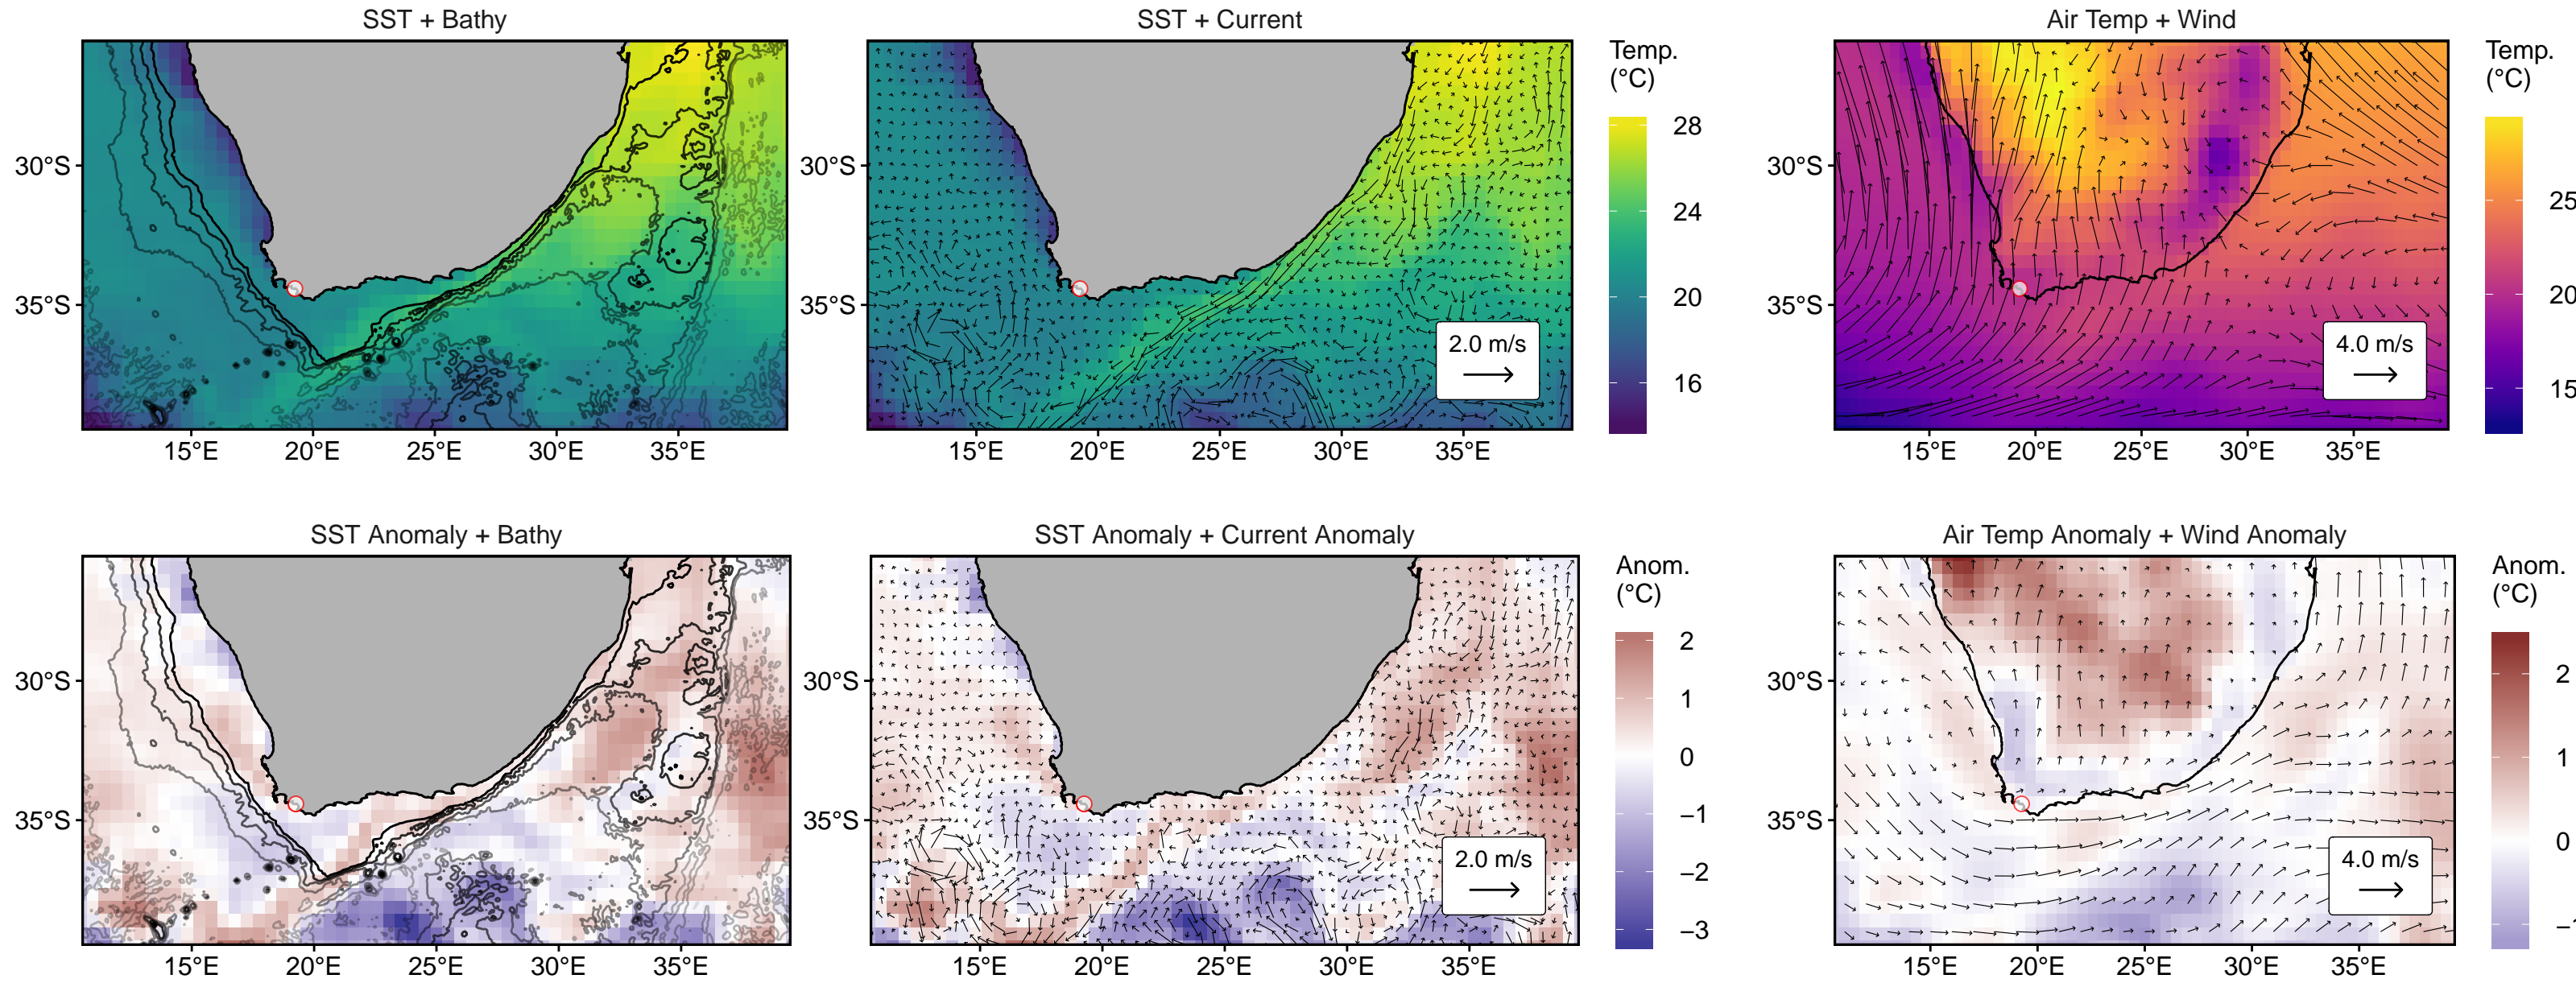 SST + Bathy
SST + Current
Air Temp + Wind
30°S
35°S
15°E 20°E 25°E 30°E 35°E
30°S
35°S
15°E 20°E 25°E 30°E 35°E
2.0 m/s
Temp.
(°C)
28
24
20
16
30°S
35°S
15°E 20°E 25°E 30°E 35°E
4.0 m/s
Temp.
(°C)
25
20
15
SST Anomaly + Bathy
SST Anomaly + Current Anomaly
Air Temp Anomaly + Wind Anomaly
30°S
35°S
15°E 20°E 25°E 30°E 35°E
30°S
35°S
15°E 20°E 25°E 30°E 35°E
2.0 m/s
Anom.
(°C)
2
1
0
−1
−2
−3
30°S
35°S
15°E 20°E 25°E 30°E 35°E
4.0 m/s
Anom.
(°C)
2
1
0